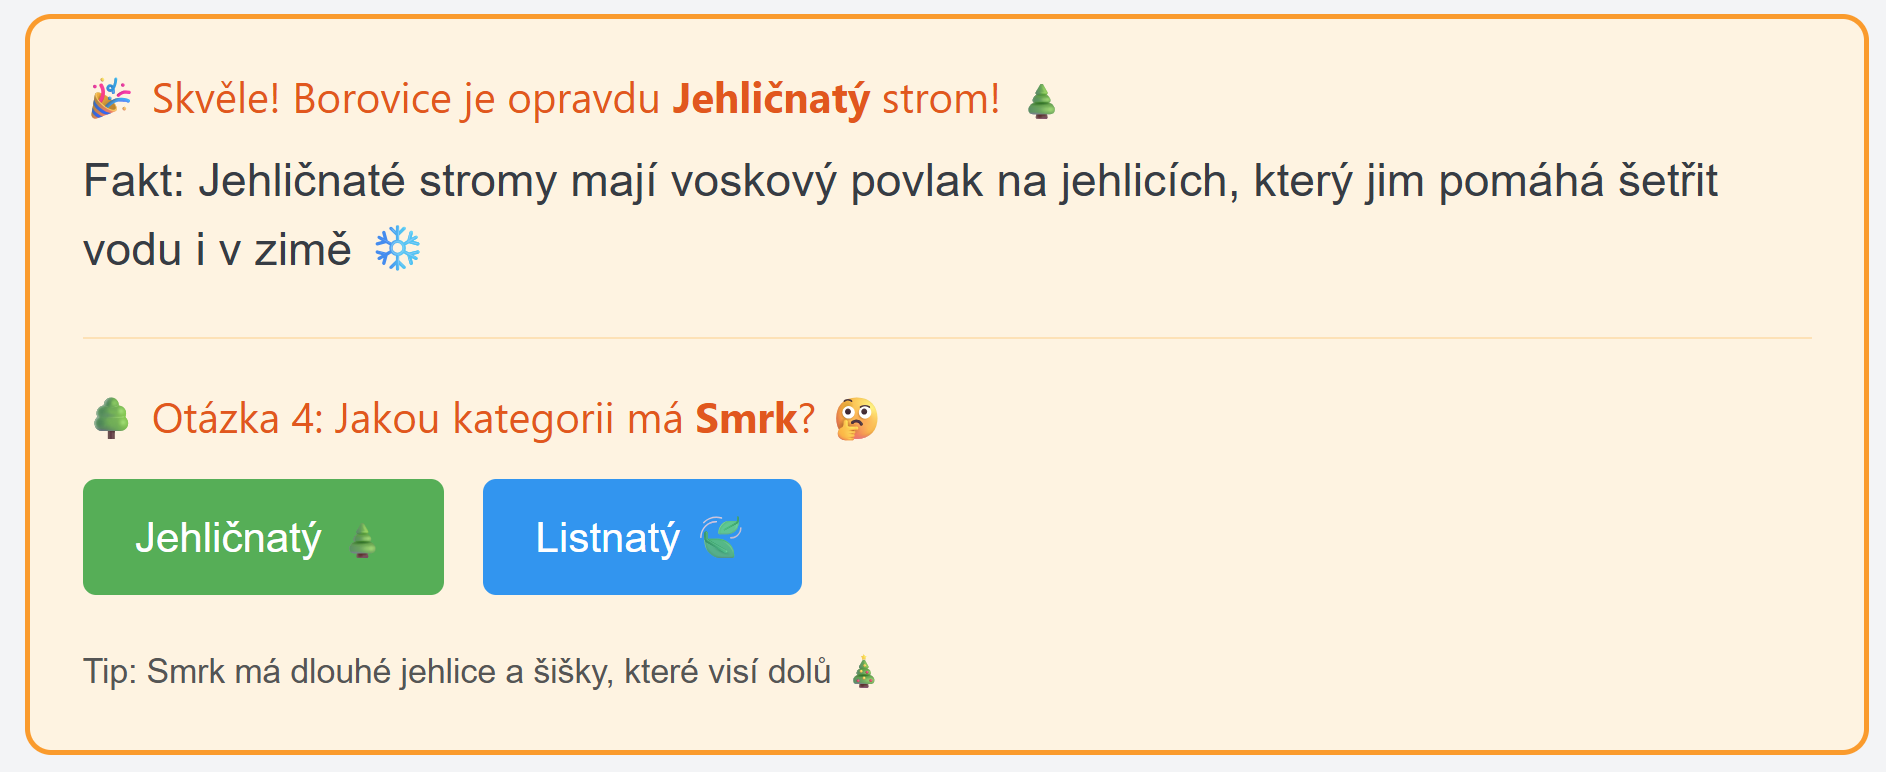 🎉 Skvěle! Borovice je opravdu Jehličnatý strom! 🌲
Fakt: Jehličnaté stromy mají voskový povlak na jehlicích, který jim pomáhá šetřit
vodu i v zimě ❄️
🌳 Otázka 4: Jakou kategorii má Smrk? 🤔
Jehličnatý 🌲
Listnatý 🍃
Tip: Smrk má dlouhé jehlice a šišky, které visí dolů 🎄